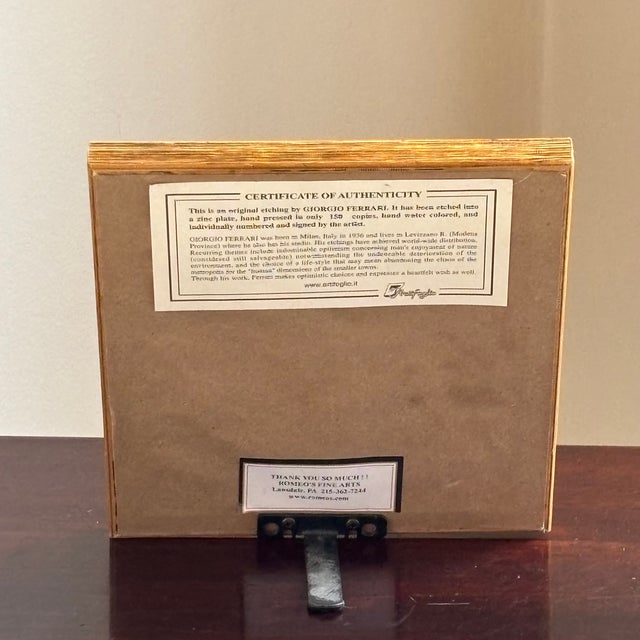 CERTIFICATE OF AUTHENTICITY
This is an original etching by GIORGIO FERRARI. It has been etched into
a zinc plate, hand pressed in only 150 copies, hand water colored, and
individually numbered and signed by the artist.
GIORGIO FERRARI was born in Milan, Italy in 1936 and lives in Levizzano R. (Modena
Province) where he also has his studio. His etchings have achieved world-wide distribution.
Recurring themes include indomitable optimism concerning man's enjoyment of nature
(considered still salvageable) notwithstanding the undeniable deterioration of the
environment, and the choice of a life-style that may mean abandoning the chaos of the
metropolis for the "human" dimensions of the smaller towns.
Through his work, Ferrari makes optimistic choices and expresses a heartfelt wish as well.
www.artifoglio.it
THANK YOU SO MUCH!!
ROMEO'S FINE ARTS
Lansdale, PA 215-362-7244
www.romeos.com